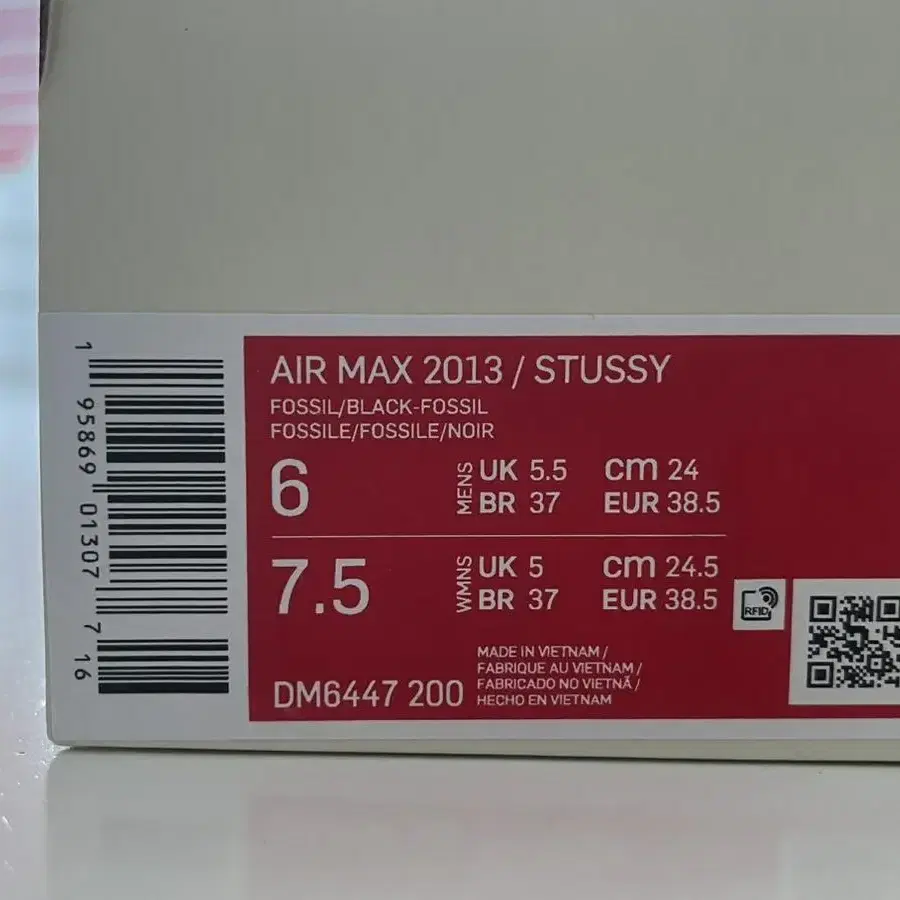 1 95869 01307 7 16
AIR MAX 2013 / STUSSY
FOSSIL/BLACK-FOSSIL
FOSSILE/FOSSILE/NOIR
6 MENS UK 5.5 cm 24
BR 37 EUR 38.5
7.5 WMNS UK 5 cm 24.5
BR 37 EUR 38.5
RFID
DM6447 200
MADE IN VIETNAM /
FABRIQUE AU VIETNAM /
FABRICADO NO VIETNÃ /
HECHO EN VIETNAM